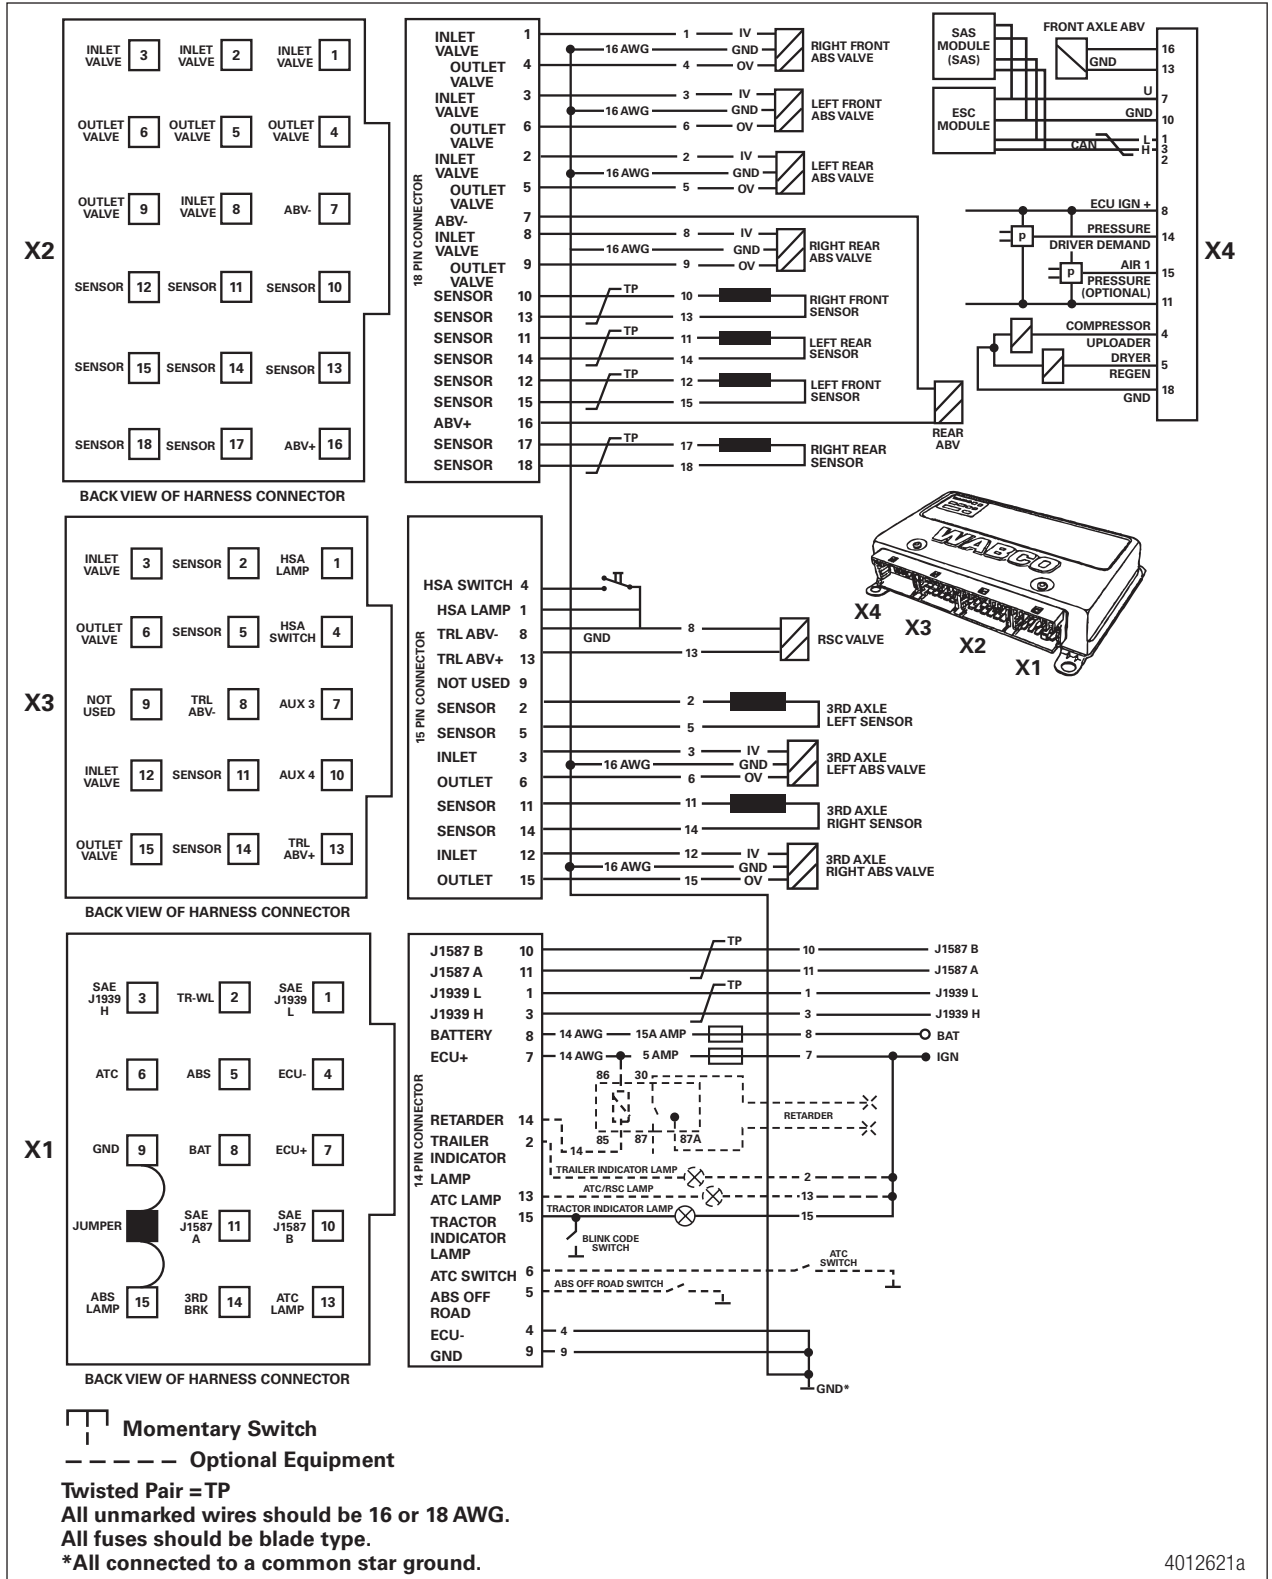 X2
INLET VALVE 3
INLET VALVE 2
INLET VALVE 1
OUTLET VALVE 6
OUTLET VALVE 5
OUTLET VALVE 4
OUTLET VALVE 9
INLET VALVE 8
ABV- 7
SENSOR 12
SENSOR 11
SENSOR 10
SENSOR 15
SENSOR 14
SENSOR 13
SENSOR 18
SENSOR 17
ABV+ 16
BACK VIEW OF HARNESS CONNECTOR
18 PIN CONNECTOR
INLET VALVE 1 1 IV
16 AWG GND
OUTLET VALVE 4 4 OV
RIGHT FRONT
ABS VALVE
INLET VALVE 3 3 IV
16 AWG GND
OUTLET VALVE 6 6 OV
LEFT FRONT
ABS VALVE
INLET VALVE 2 2 IV
16 AWG GND
OUTLET VALVE 5 5 OV
LEFT REAR
ABS VALVE
ABV- 7
INLET VALVE 8 8 IV
16 AWG GND
OUTLET VALVE 9 9 OV
RIGHT REAR
ABS VALVE
SENSOR 10 TP 10
SENSOR 13 13
RIGHT FRONT
SENSOR
SENSOR 11 TP 11
SENSOR 14 14
LEFT REAR
SENSOR
SENSOR 12 TP 12
SENSOR 15 15
LEFT FRONT
SENSOR
ABV+ 16
REAR
ABV
SENSOR 17 TP 17
SENSOR 18 18
RIGHT REAR
SENSOR
SAS
MODULE
(SAS)
ESC
MODULE
FRONT AXLE ABV
16
GND 13
U 7
GND 10
CAN
L 1
H 3
2
ECU IGN + 8
p
PRESSURE 14
DRIVER DEMAND
p
AIR 1 15
PRESSURE
(OPTIONAL)
11
COMPRESSOR 4
UPLOADER
DRYER 5
REGEN
18
GND
X4
WABCO
X4
X3
X2
X1
X3
INLET VALVE 3
SENSOR 2
HSA LAMP 1
OUTLET VALVE 6
SENSOR 5
HSA SWITCH 4
NOT USED 9
TRL ABV- 8
AUX 3 7
INLET VALVE 12
SENSOR 11
AUX 4 10
OUTLET VALVE 15
SENSOR 14
TRL ABV+ 13
BACK VIEW OF HARNESS CONNECTOR
15 PIN CONNECTOR
HSA SWITCH 4
HSA LAMP 1
TRL ABV- 8 GND 8
TRL ABV+ 13 13
RSC VALVE
NOT USED 9
SENSOR 2 2
SENSOR 5 5
3RD AXLE
LEFT SENSOR
INLET 3 3 IV
16 AWG GND
OUTLET 6 6 OV
3RD AXLE
LEFT ABS VALVE
SENSOR 11 11
SENSOR 14 14
3RD AXLE
RIGHT SENSOR
INLET 12 12 IV
16 AWG GND
OUTLET 15 15 OV
3RD AXLE
RIGHT ABS VALVE
X1
SAE J1939 H 3
TR-WL 2
SAE J1939 L 1
ATC 6
ABS 5
ECU- 4
GND 9
BAT 8
ECU+ 7
JUMPER
SAE J1587 A 11
SAE J1587 B 10
ABS LAMP 15
3RD BRK 14
ATC LAMP 13
BACK VIEW OF HARNESS CONNECTOR
14 PIN CONNECTOR
J1587 B 10 TP 10 J1587 B
J1587 A 11 11 J1587 A
J1939 L 1 TP 1 J1939 L
J1939 H 3 3 J1939 H
BATTERY 8 14 AWG 15A AMP 8 BAT
ECU+ 7 14 AWG 5 AMP 7 IGN
86 30
85 87 87A
RETARDER
RETARDER 14 14
TRAILER INDICATOR LAMP 2 TRAILER INDICATOR LAMP 2
ATC LAMP 13 ATC/RSC LAMP 13
TRACTOR INDICATOR LAMP 15 TRACTOR INDICATOR LAMP 15
BLINK CODE
SWITCH
ATC SWITCH 6
ATC
SWITCH
ABS OFF ROAD 5 ABS OFF ROAD SWITCH
ECU- 4 4
GND 9 9
GND*
Momentary Switch
Optional Equipment
Twisted Pair = TP
All unmarked wires should be 16 or 18 AWG.
All fuses should be blade type.
*All connected to a common star ground.
4012621a